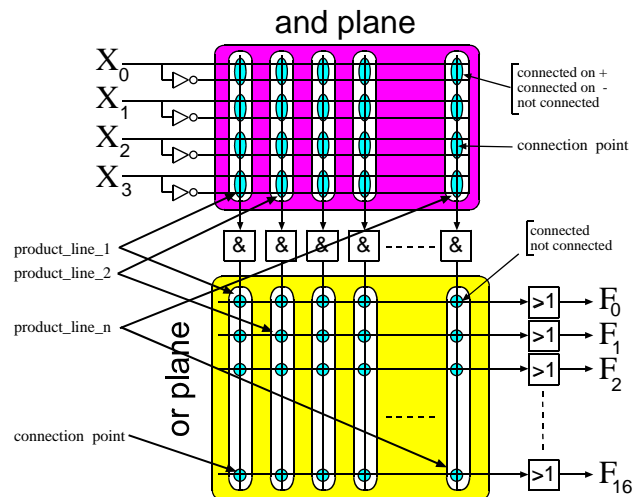 and plane
X0
X1
X2
X3
connected on +
connected on -
not connected
connection point
product_line_1
product_line_2
product_line_n
& & & & &
connected
not connected
or plane
connection point
>1 F0
>1 F1
>1 F2
>1 F16